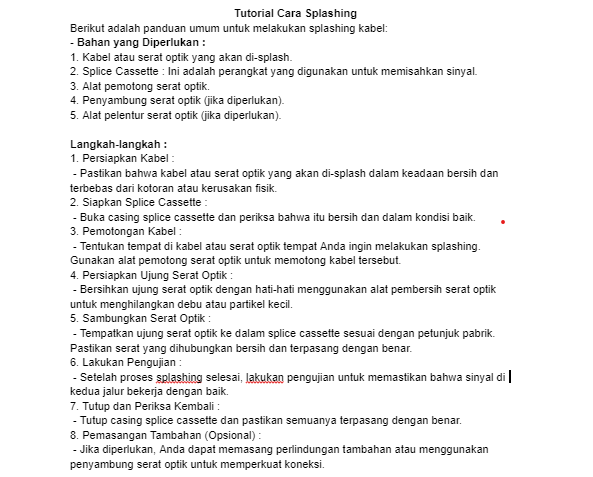 Tutorial Cara Splashing
Berikut adalah panduan umum untuk melakukan splashing kabel:
- Bahan yang Diperlukan :
1. Kabel atau serat optik yang akan di-splash.
2. Splice Cassette : Ini adalah perangkat yang digunakan untuk memisahkan sinyal.
3. Alat pemotong serat optik.
4. Penyambung serat optik (jika diperlukan).
5. Alat pelentur serat optik (jika diperlukan).

Langkah-langkah :
1. Persiapkan Kabel :
- Pastikan bahwa kabel atau serat optik yang akan di-splash dalam keadaan bersih dan
terbebas dari kotoran atau kerusakan fisik.
2. Siapkan Splice Cassette :
- Buka casing splice cassette dan periksa bahwa itu bersih dan dalam kondisi baik.
3. Pemotongan Kabel :
- Tentukan tempat di kabel atau serat optik tempat Anda ingin melakukan splashing.
Gunakan alat pemotong serat optik untuk memotong kabel tersebut.
4. Persiapkan Ujung Serat Optik :
- Bersihkan ujung serat optik dengan hati-hati menggunakan alat pembersih serat optik
untuk menghilangkan debu atau partikel kecil.
5. Sambungkan Serat Optik :
- Tempatkan ujung serat optik ke dalam splice cassette sesuai dengan petunjuk pabrik.
Pastikan serat yang dihubungkan bersih dan terpasang dengan benar.
6. Lakukan Pengujian :
- Setelah proses splashing selesai, lakukan pengujian untuk memastikan bahwa sinyal di
kedua jalur bekerja dengan baik.
7. Tutup dan Periksa Kembali :
- Tutup casing splice cassette dan pastikan semuanya terpasang dengan benar.
8. Pemasangan Tambahan (Opsional) :
- Jika diperlukan, Anda dapat memasang perlindungan tambahan atau menggunakan
penyambung serat optik untuk memperkuat koneksi.